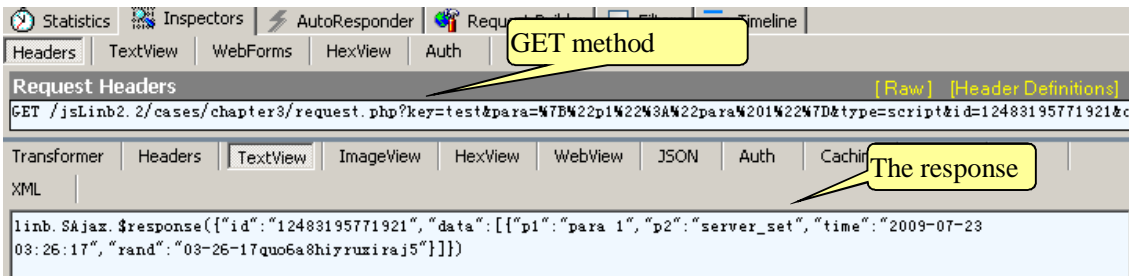 Statistics Inspectors AutoResponder Timeline
GET method
Headers TextView WebForms HexView Auth
Request Headers [Raw] [Header Definitions]
GET /jsLinb2.2/cases/chapter3/request.php?key=test&para=%7B%22p1%22%3A%22para%201%22%7D&type=script&id=12483195771921&c
Transformer Headers TextView ImageView HexView WebView JSON Auth
The response
XML
linb.SAjax.$response({"id":"12483195771921","data":[{"p1":"para 1","p2":"server_set","time":"2009-07-23
03:26:17","rand":"03-26-17quo6a8hiyruxiraj5"}]})